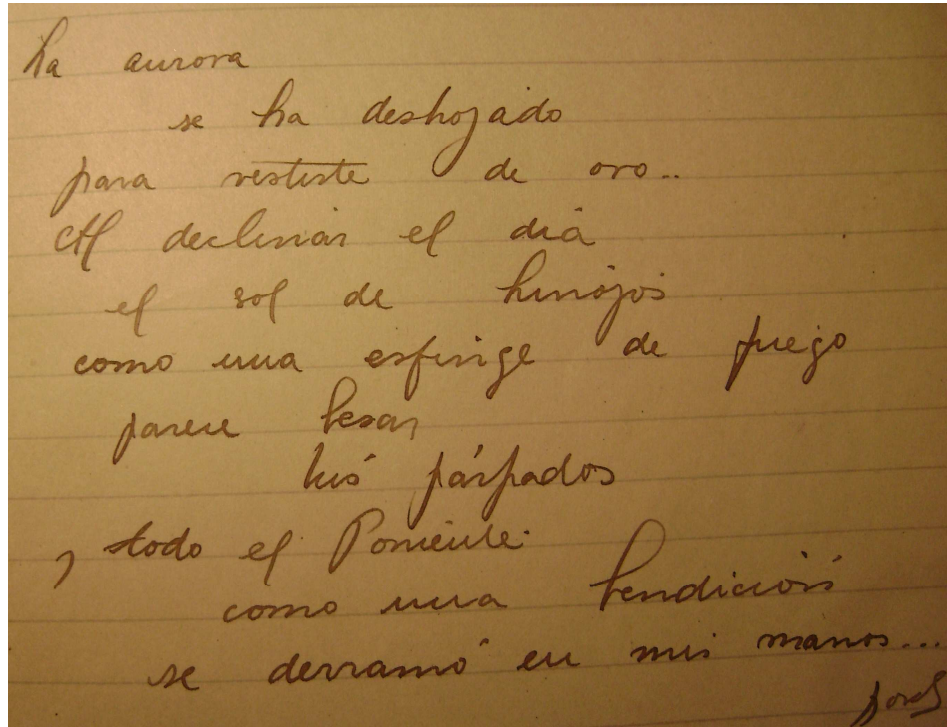 La aurora
se ha deshojado
para vestirte de oro..
Al declinar el día
el sol de hinojos
como una esfinge de fuego
parece besar
tus párpados
y todo el Poniente
como una bendición
se derramó en mis manos...